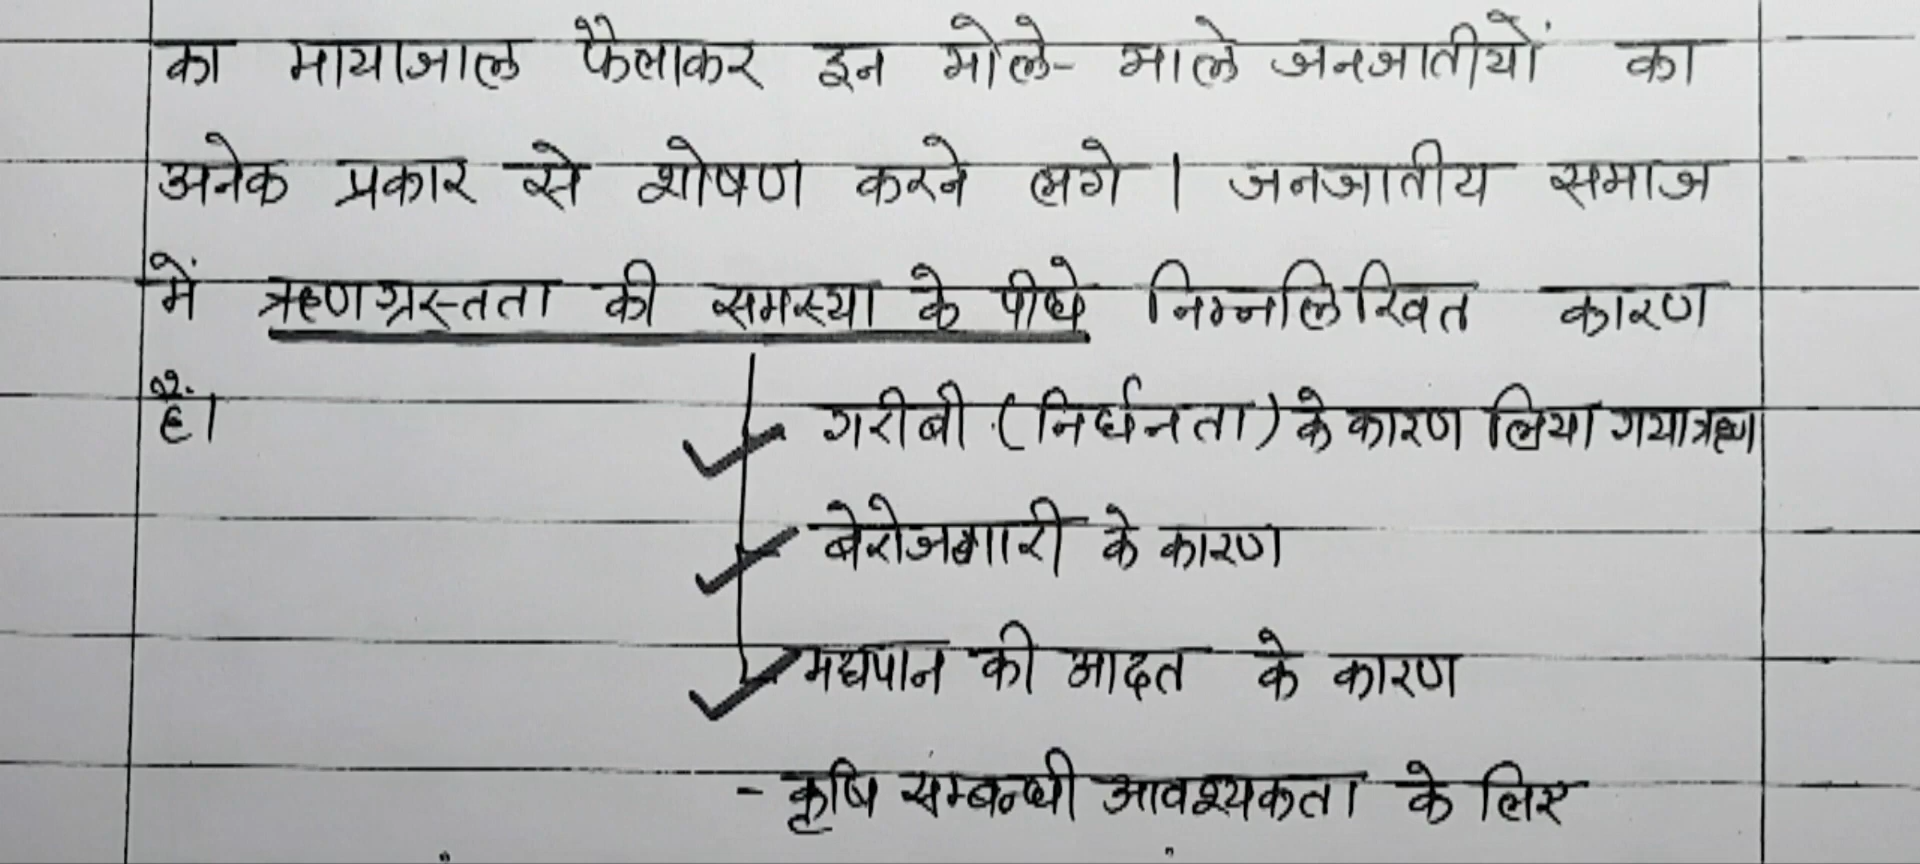 का मायाजाल फैलाकर इन भोले- भाले जनजातीयों का
अनेक प्रकार से शोषण करने लगे । जनजातीय समाज
में ऋणग्रस्तता की समस्या के पीछे निम्नलिखित कारण
हैं।
गरीबी (निर्धनता) के कारण लिया गया ऋण
बेरोजगारी के कारण
मद्यपान की आदत के कारण
- कृषि सम्बन्धी आवश्यकता के लिए